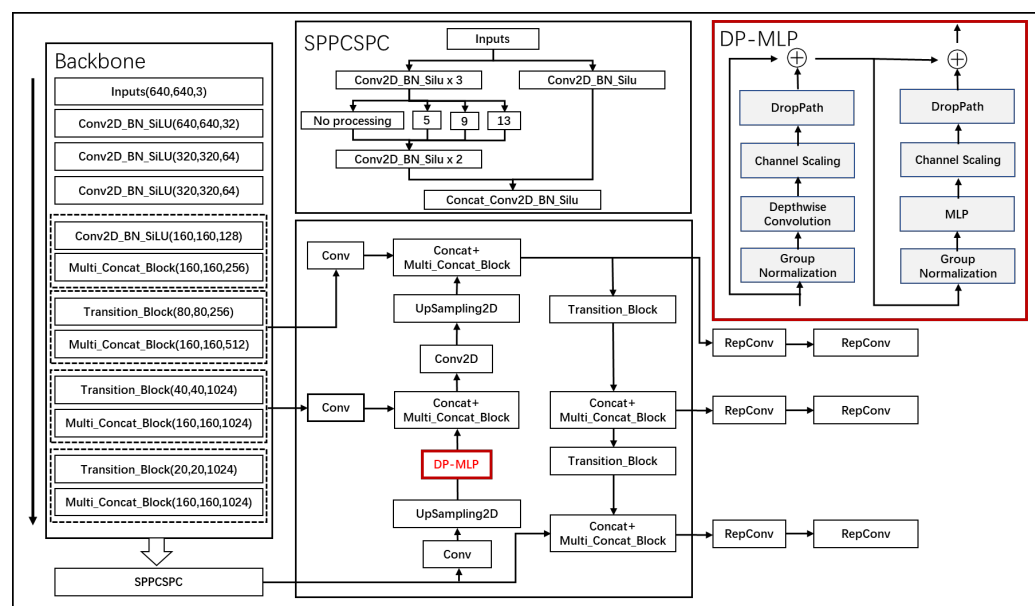 Backbone
Inputs(640,640,3)
Conv2D_BN_SiLU(640,640,32)
Conv2D_BN_SiLU(320,320,64)
Conv2D_BN_SiLU(320,320,64)
Conv2D_BN_SiLU(160,160,128)
Multi_Concat_Block(160,160,256)
Transition_Block(80,80,256)
Multi_Concat_Block(160,160,512)
Transition_Block(40,40,1024)
Multi_Concat_Block(160,160,1024)
Transition_Block(20,20,1024)
Multi_Concat_Block(160,160,1024)
SPPCSPC
SPPCSPC
Inputs
Conv2D_BN_Silu x 3
Conv2D_BN_Silu
No processing
5
9
13
Conv2D_BN_Silu x 2
Concat_Conv2D_BN_Silu
Conv
Concat+
Multi_Concat_Block
UpSampling2D
Conv2D
Conv
Concat+
Multi_Concat_Block
DP-MLP
UpSampling2D
Conv
Transition_Block
Concat+
Multi_Concat_Block
Transition_Block
Concat+
Multi_Concat_Block
RepConv
RepConv
RepConv
RepConv
RepConv
RepConv
DP-MLP
DropPath
Channel Scaling
Depthwise
Convolution
Group
Normalization
DropPath
Channel Scaling
MLP
Group
Normalization